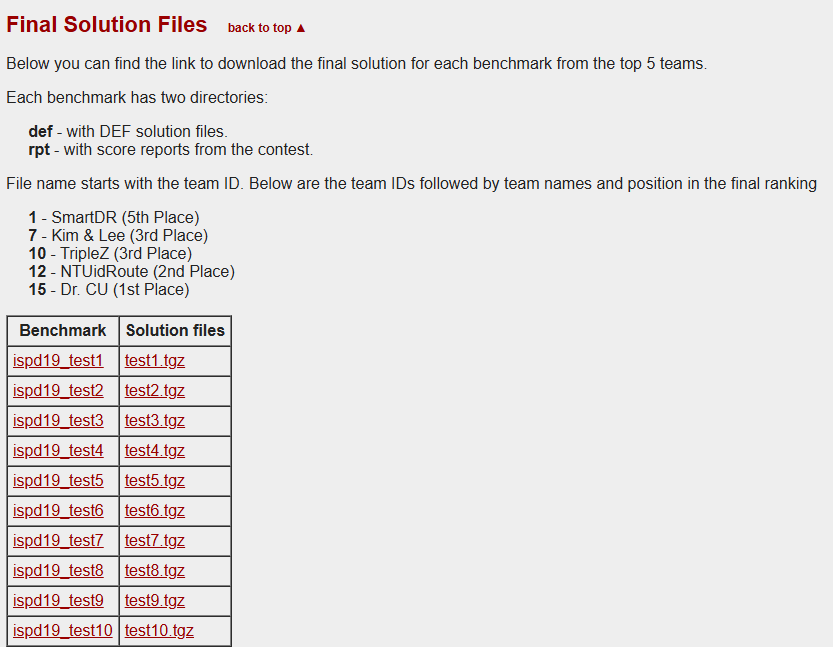 Final Solution Files back to top ▲
Below you can find the link to download the final solution for each benchmark from the top 5 teams.
Each benchmark has two directories:
def - with DEF solution files.
rpt - with score reports from the contest.
File name starts with the team ID. Below are the team IDs followed by team names and position in the final ranking
1 - SmartDR (5th Place)
7 - Kim & Lee (3rd Place)
10 - TripleZ (3rd Place)
12 - NTUidRoute (2nd Place)
15 - Dr. CU (1st Place)
Benchmark Solution files
ispd19_test1 test1.tgz
ispd19_test2 test2.tgz
ispd19_test3 test3.tgz
ispd19_test4 test4.tgz
ispd19_test5 test5.tgz
ispd19_test6 test6.tgz
ispd19_test7 test7.tgz
ispd19_test8 test8.tgz
ispd19_test9 test9.tgz
ispd19_test10 test10.tgz